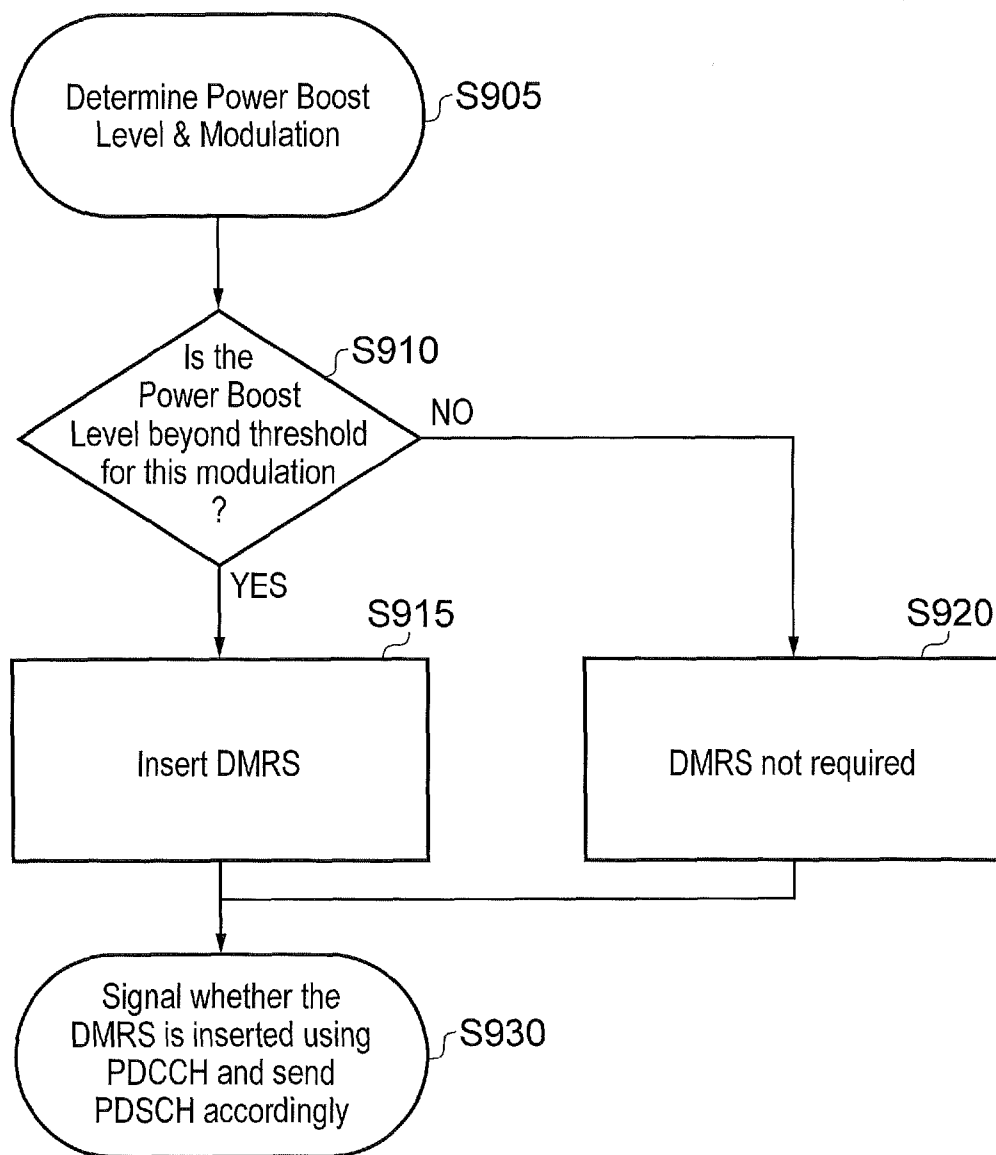 Determine Power Boost
Level & Modulation
S905
Is the
Power Boost
Level beyond threshold
for this modulation
?
S910
NO
YES
S915
Insert DMRS
S920
DMRS not required
Signal whether the
DMRS is inserted using
PDCCH and send
PDSCH accordingly
S930